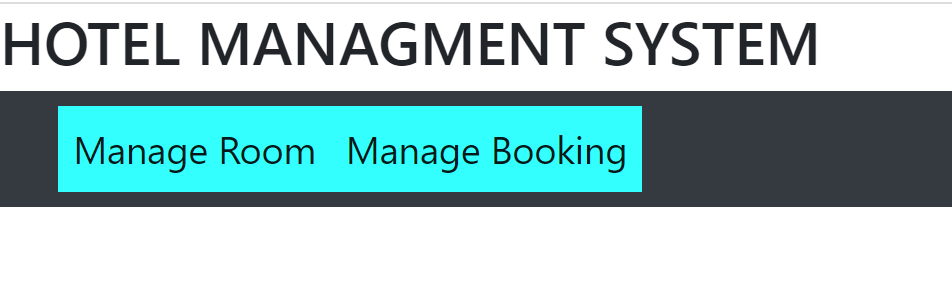 HOTEL MANAGMENT SYSTEM
Manage Room Manage Booking